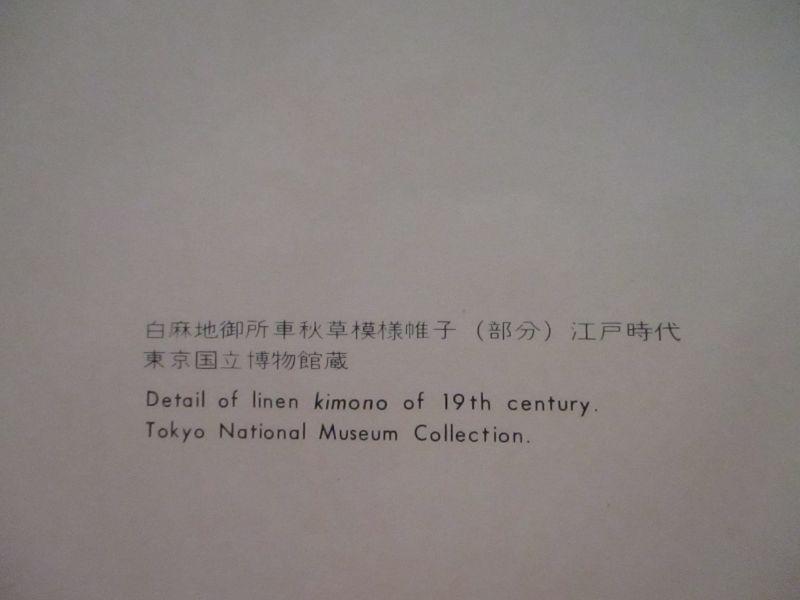 白麻地御所車秋草模様帷子（部分）江戸時代
東京国立博物館蔵
Detail of linen kimono of 19th century.
Tokyo National Museum Collection.